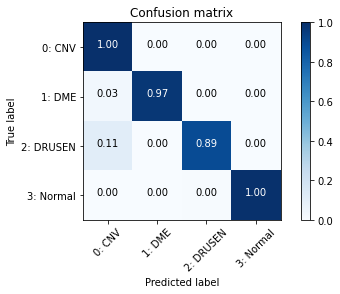 Confusion matrix
True label
0: CNV 1.00 0.00 0.00 0.00
1: DME 0.03 0.97 0.00 0.00
2: DRUSEN 0.11 0.00 0.89 0.00
3: Normal 0.00 0.00 0.00 1.00
0: CNV 1: DME 2: DRUSEN 3: Normal
Predicted label
1.0
0.8
0.6
0.4
0.2
0.0